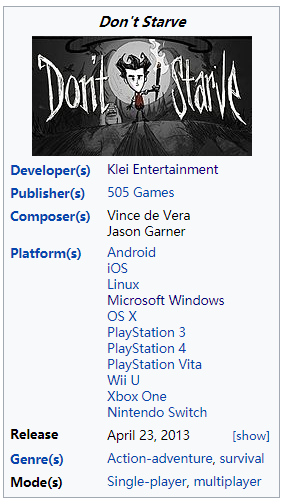 Don't Starve
Don't Starve
Developer(s) Klei Entertainment
Publisher(s) 505 Games
Composer(s) Vince de Vera
Jason Garner
Platform(s) Android
iOS
Linux
Microsoft Windows
OS X
PlayStation 3
PlayStation 4
PlayStation Vita
Wii U
Xbox One
Nintendo Switch
Release April 23, 2013 [show]
Genre(s) Action-adventure, survival
Mode(s) Single-player, multiplayer